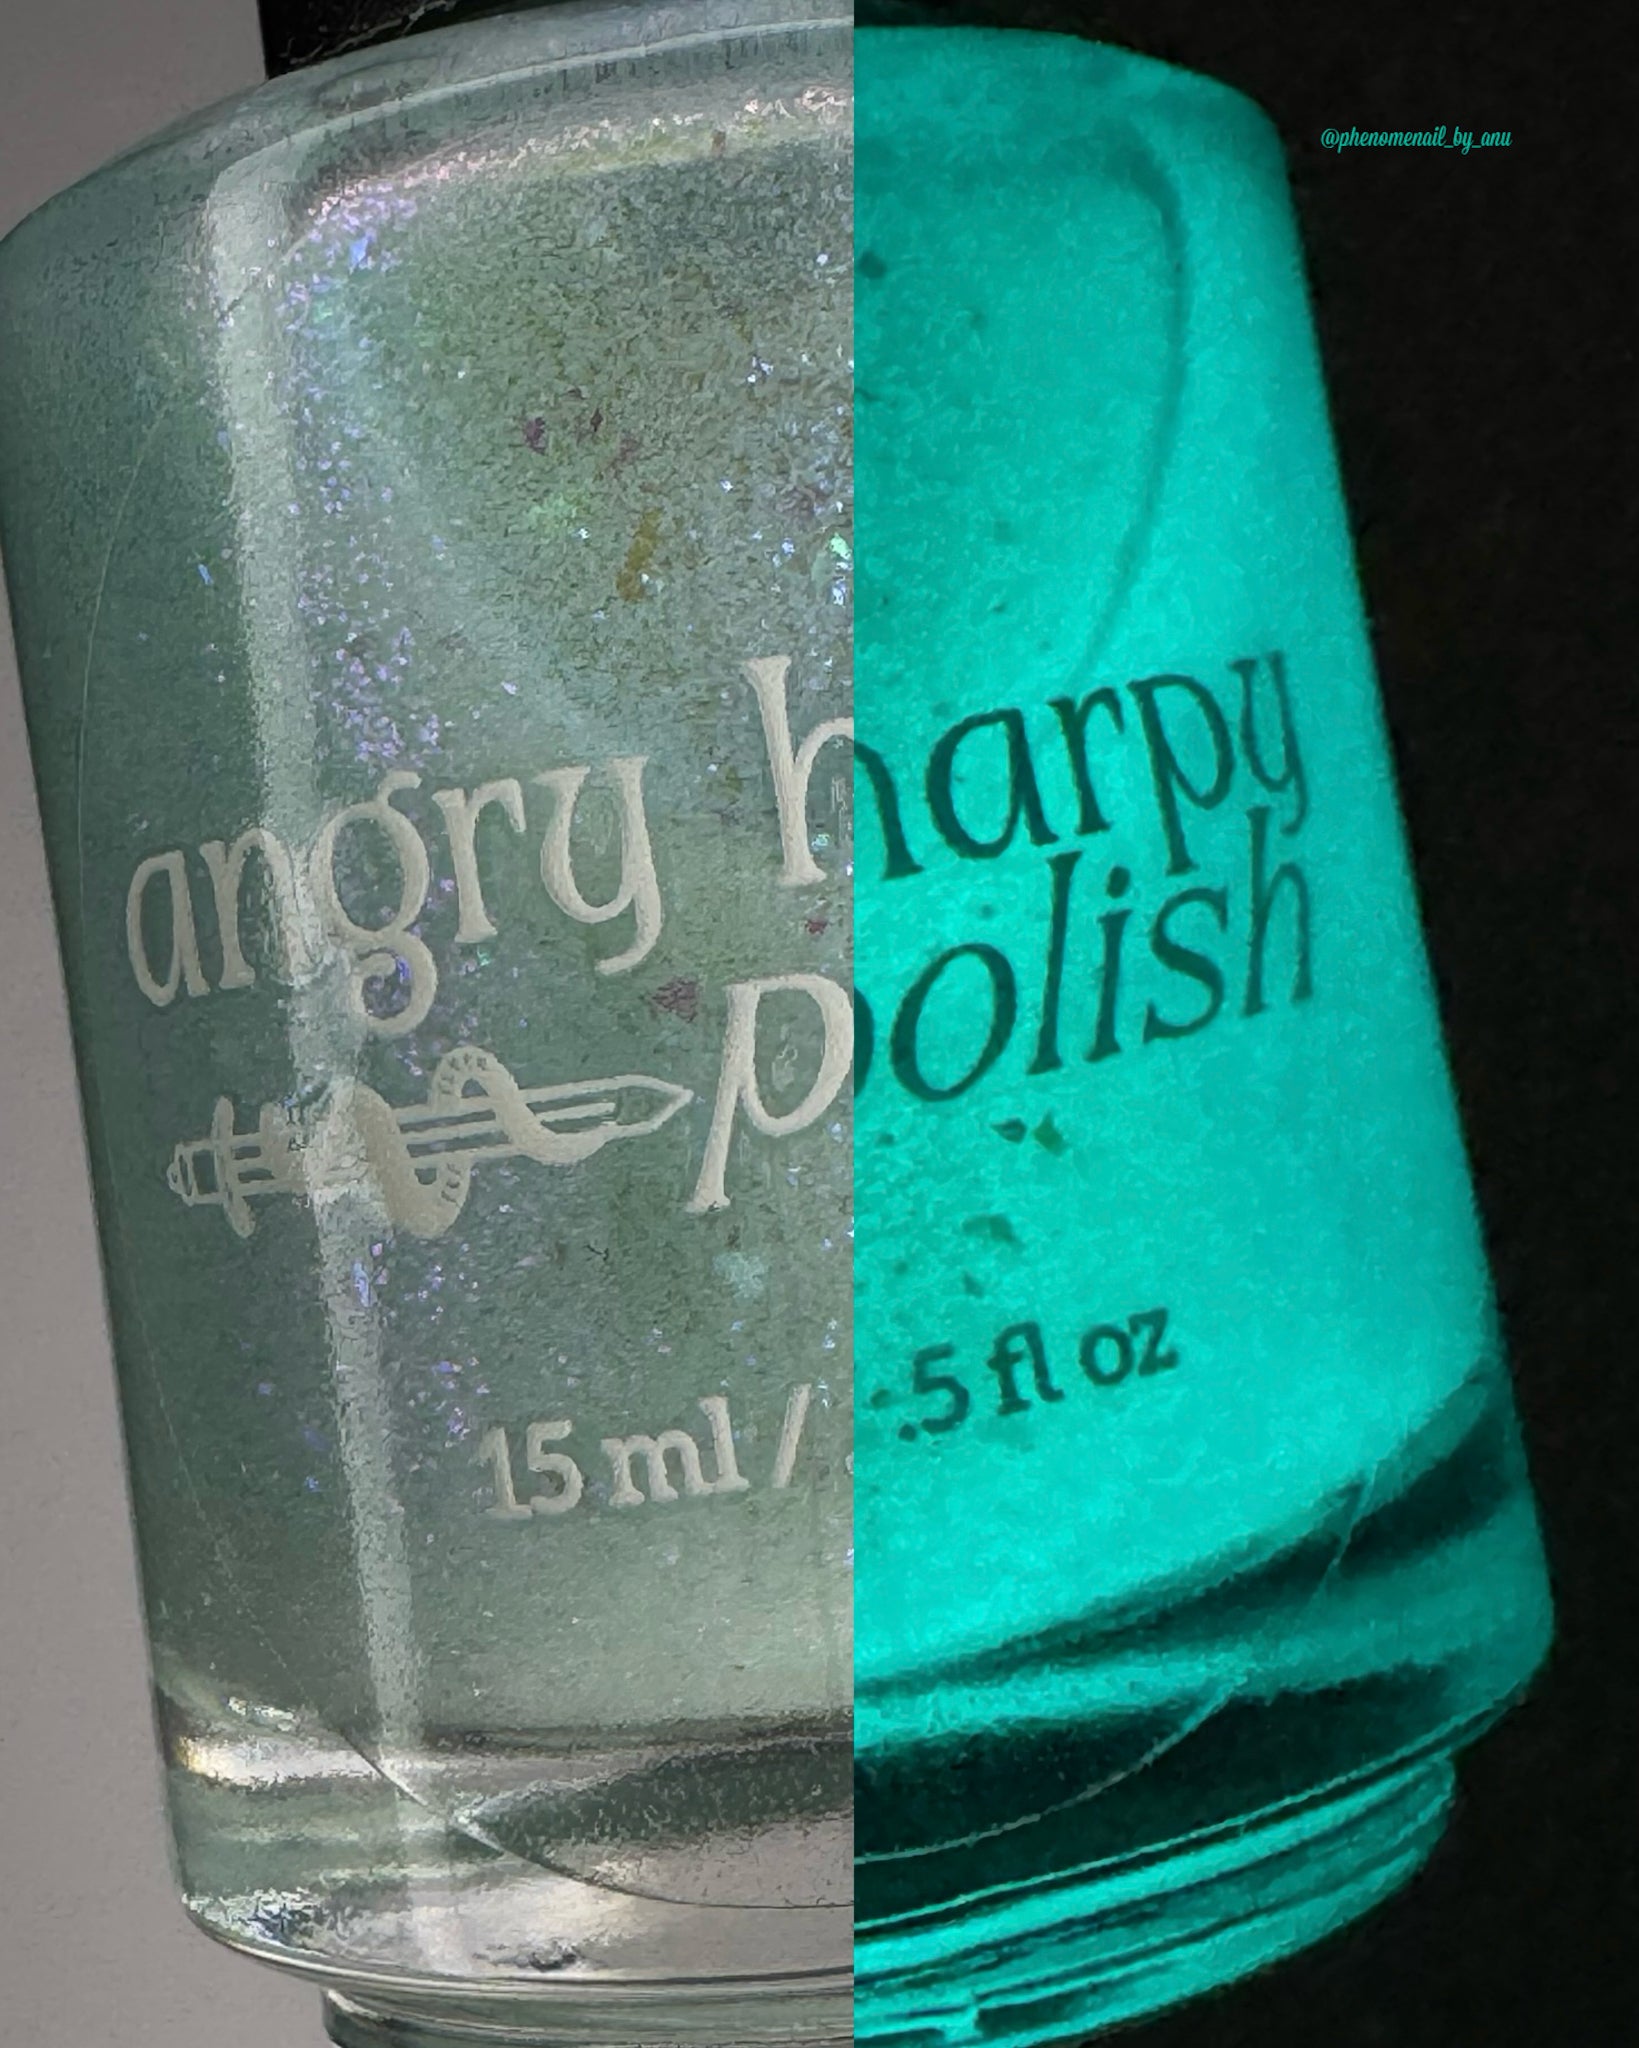 @phenomenail_by_anu
angry harpy
polish
15 ml / .5 fl oz